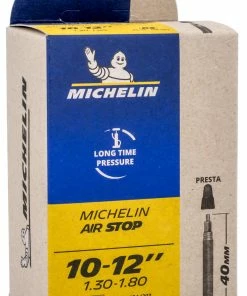 MICHELIN
LONG TIME
PRESSURE
PRESTA
MICHELIN
AIR STOP
40MM
10-12"
1.30-1.80